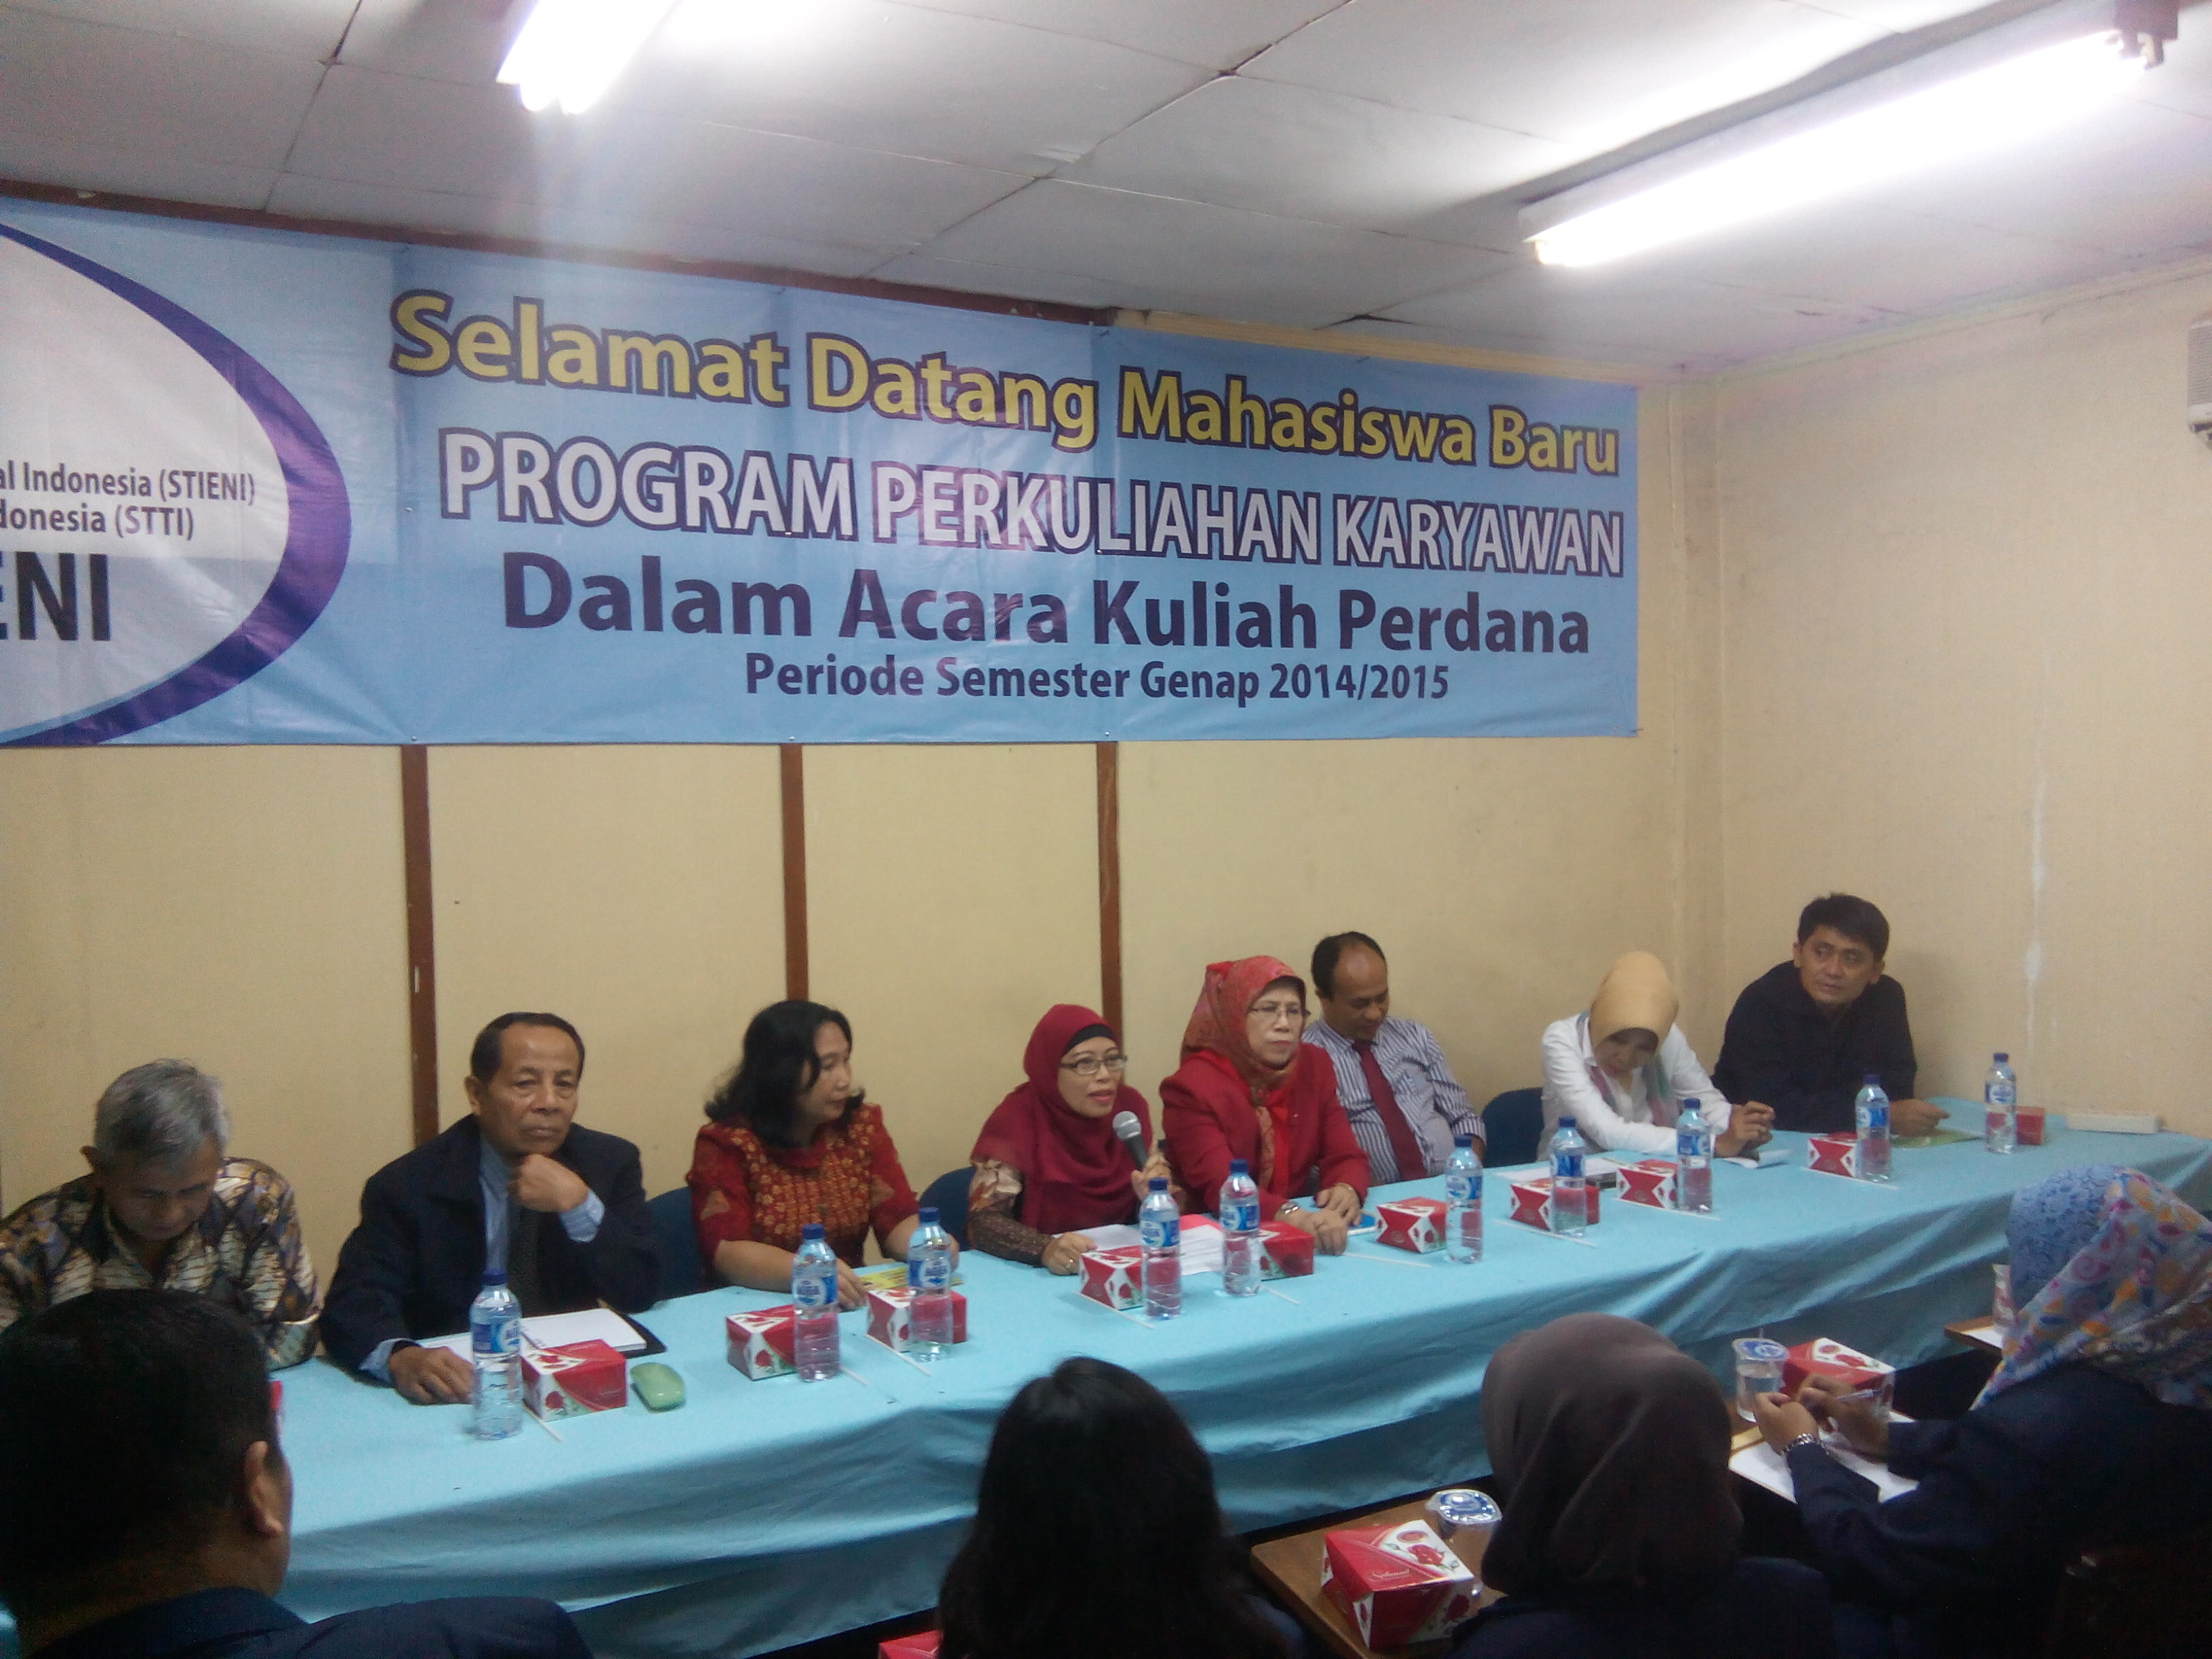 al Indonesia (STIENI)
donesia (STTI)
ENI
Selamat Datang Mahasiswa Baru
PROGRAM PERKULIAHAN KARYAWAN
Dalam Acara Kuliah Perdana
Periode Semester Genap 2014/2015